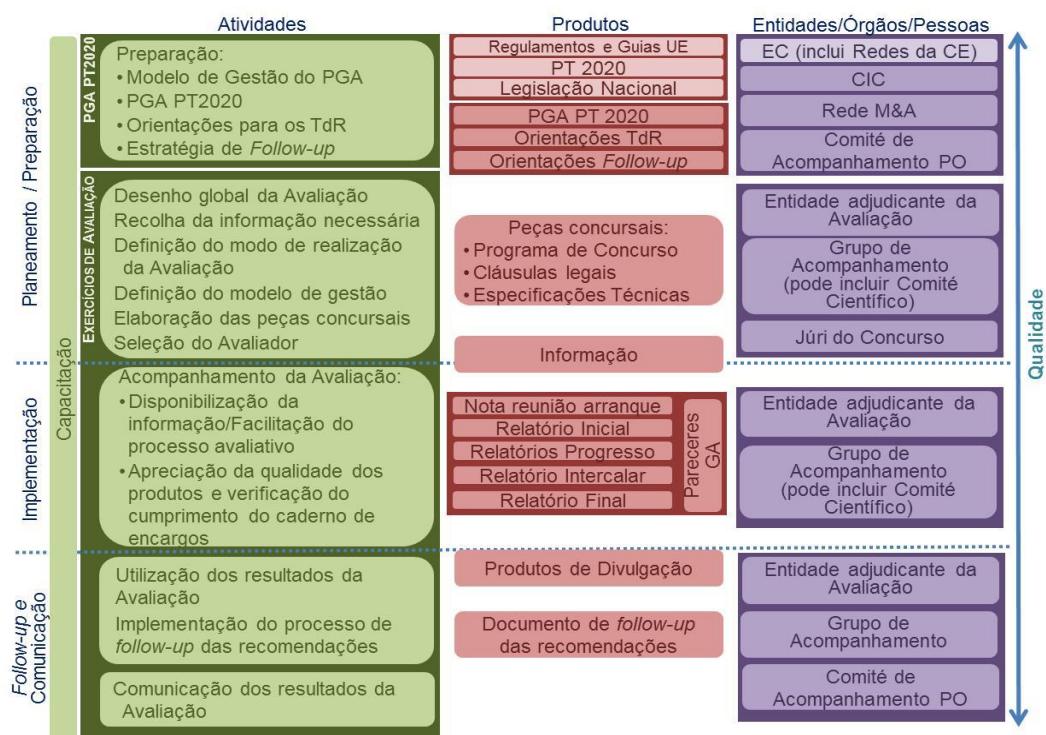 Atividades
Produtos
Entidades/Órgãos/Pessoas
Planeamento / Preparação
Implementação
Follow-up e
Comunicação
Capacitação
PGA PT2020
Preparação:
• Modelo de Gestão do PGA
• PGA PT2020
• Orientações para os TdR
• Estratégia de Follow-up
Regulamentos e Guias UE
PT 2020
Legislação Nacional
PGA PT 2020
Orientações TdR
Orientações Follow-up
EC (inclui Redes da CE)
CIC
Rede M&A
Comité de
Acompanhamento PO
EXERCÍCIOS DE AVALIAÇÃO
Desenho global da Avaliação
Recolha da informação necessária
Definição do modo de realização
da Avaliação
Definição do modelo de gestão
Elaboração das peças concursais
Seleção do Avaliador
Peças concursais:
• Programa de Concurso
• Cláusulas legais
• Especificações Técnicas
Informação
Entidade adjudicante da
Avaliação
Grupo de
Acompanhamento
(pode incluir Comité
Científico)
Júri do Concurso
Acompanhamento da Avaliação:
• Disponibilização da
informação/Facilitação do
processo avaliativo
• Apreciação da qualidade dos
produtos e verificação do
cumprimento do caderno de
encargos
Nota reunião arranque
Relatório Inicial
Relatórios Progresso
Relatório Intercalar
Relatório Final
Pareceres
GA
Entidade adjudicante da
Avaliação
Grupo de
Acompanhamento
(pode incluir Comité
Científico)
Utilização dos resultados da
Avaliação
Implementação do processo de
follow-up das recomendações
Comunicação dos resultados da
Avaliação
Produtos de Divulgação
Documento de follow-up
das recomendações
Entidade adjudicante da
Avaliação
Grupo de
Acompanhamento
Comité de
Acompanhamento PO
Qualidade